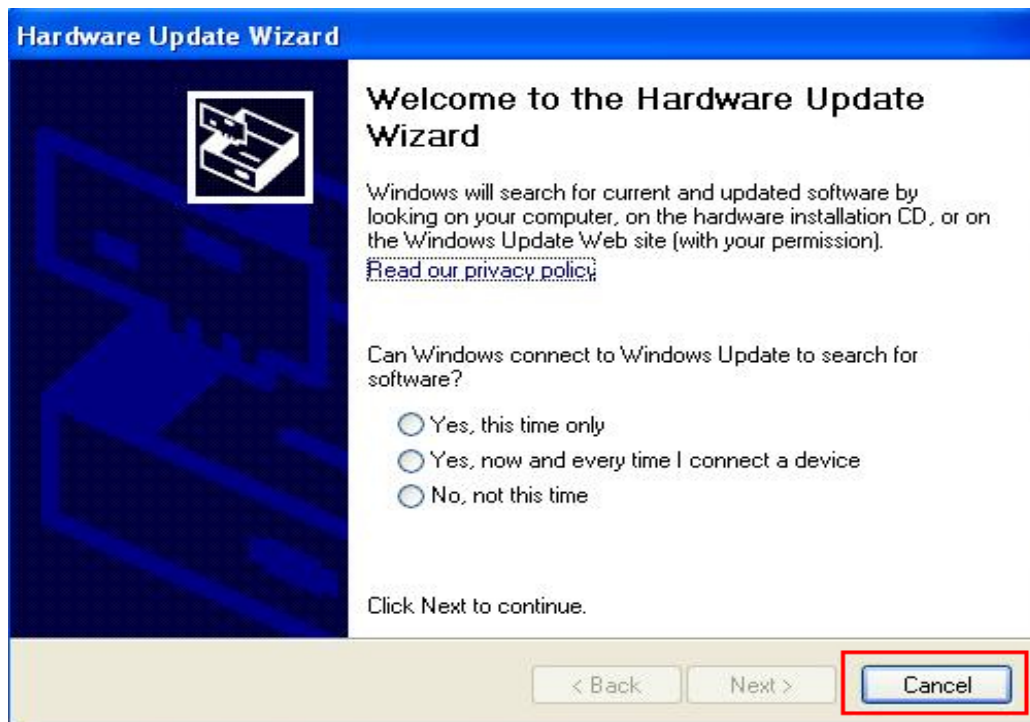 Hardware Update Wizard
Welcome to the Hardware Update
Wizard
Windows will search for current and updated software by
looking on your computer, on the hardware installation CD, or on
the Windows Update Web site (with your permission).
Read our privacy policy
Can Windows connect to Windows Update to search for
software?
Yes, this time only
Yes, now and every time I connect a device
No, not this time
Click Next to continue.
< Back Next > Cancel